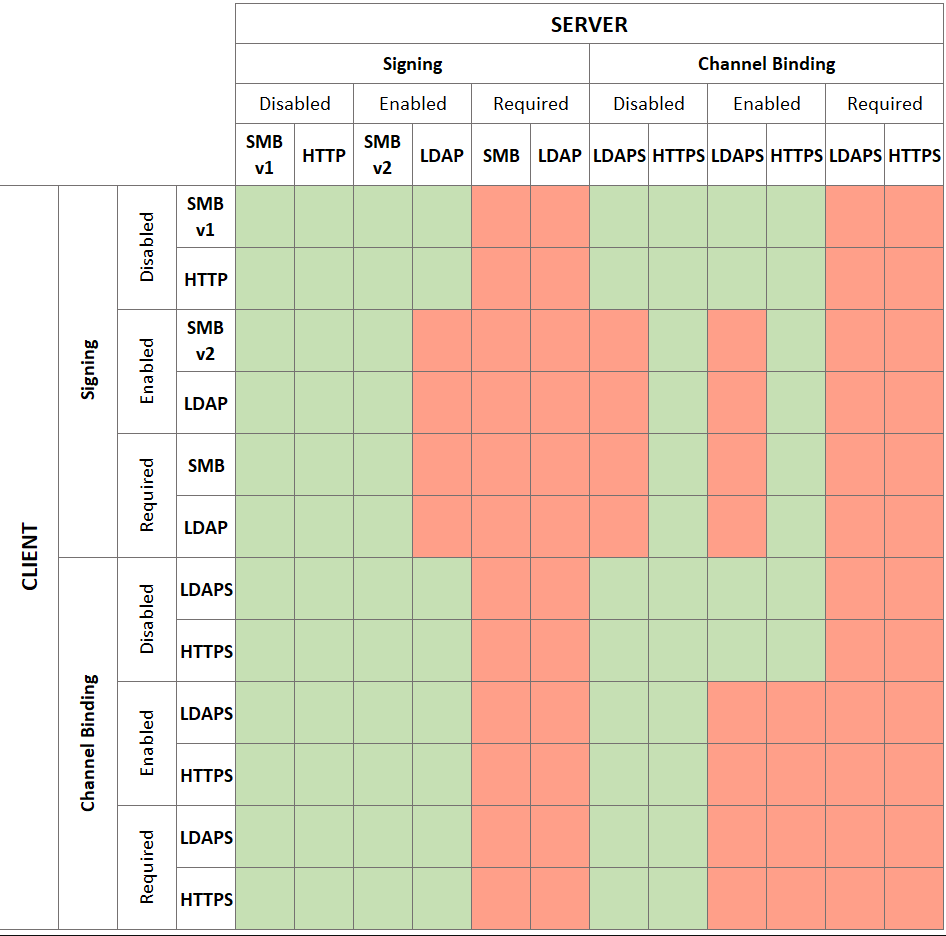 SERVER
Signing Channel Binding
Disabled Enabled Required Disabled Enabled Required
SMB v1 HTTP SMB v2 LDAP SMB LDAP LDAPS HTTPS LDAPS HTTPS LDAPS HTTPS
CLIENT
Signing
Disabled
SMB
v1
HTTP
Enabled
SMB
v2
LDAP
Required
SMB
LDAP
Channel Binding
Disabled
LDAPS
HTTPS
Enabled
LDAPS
HTTPS
Required
LDAPS
HTTPS